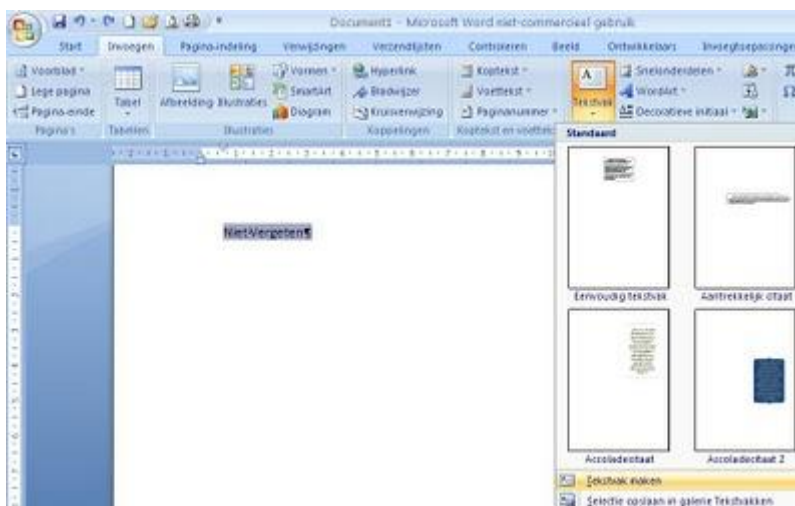 Document1 - Microsoft Word niet-commercieel gebruik
Start Invoegen Pagina-indeling Verwijzingen Verzendlijsten Controleren Beeld Ontwikkelaars Invoegtoepassingen
Voorblad Vormen Hyperlink Koptekst Snelonderdelen
Lege pagina SmartArt Bladwijzer Voettekst WordArt
Pagina-einde Tabel Afbeelding Illustraties Diagram Kruisverwijzing Paginanummer Tekstvak Decoratieve initiaal
Pagina's Tabellen Illustraties Koppelingen Koptekst en voettek
Standaard
Niet·Vergeten¶
Eenvoudig tekstvak Aantrekkelijk citaat
Accoladecitaat Accoladecitaat 2
Tekstvak maken
Selectie opslaan in galerie Tekstvakken